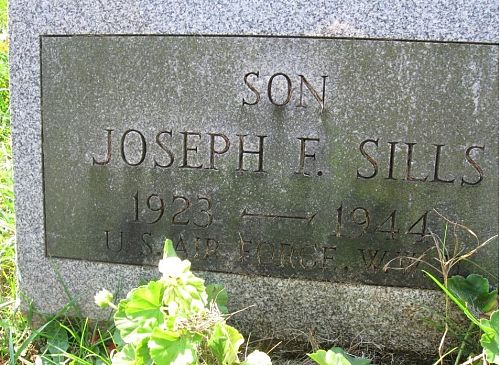 SON
JOSEPH F. SILLS
1923 — 1944
U.S. AIR FORCE, W.